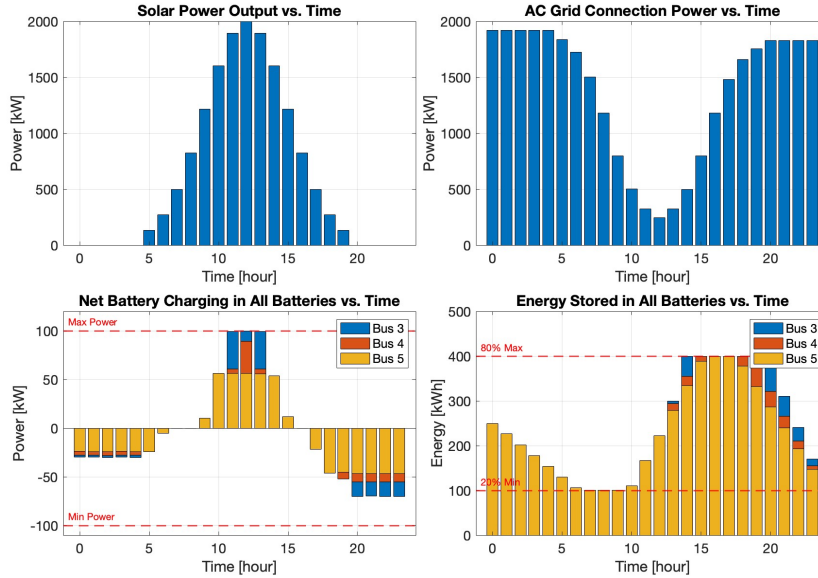 Solar Power Output vs. Time
2000
1500
1000
500
0
Power [kW]
0 5 10 15 20
Time [hour]
AC Grid Connection Power vs. Time
2000
1500
1000
500
0
Power [kW]
0 5 10 15 20
Time [hour]
Net Battery Charging in All Batteries vs. Time
100
50
0
-50
-100
Power [kW]
Max Power
Min Power
Bus 3
Bus 4
Bus 5
0 5 10 15 20
Time [hour]
Energy Stored in All Batteries vs. Time
500
400
300
200
100
0
Energy [kWh]
80% Max
20% Min
Bus 3
Bus 4
Bus 5
0 5 10 15 20
Time [hour]